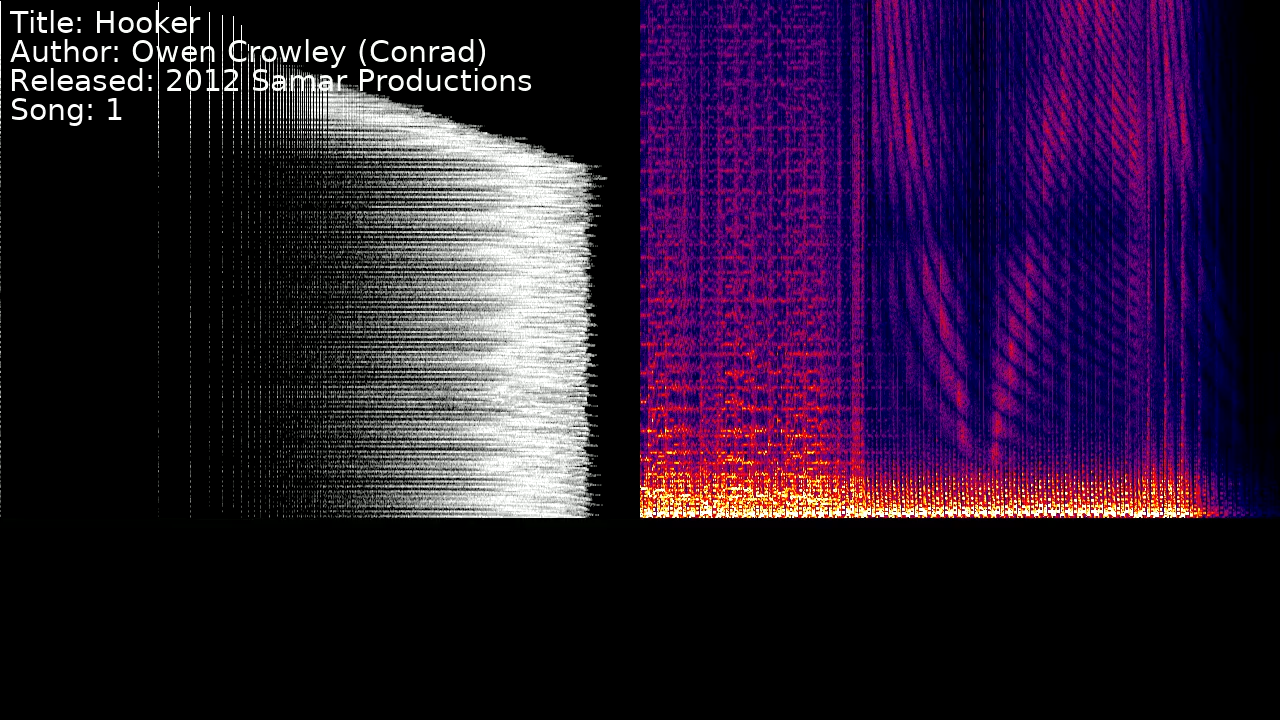 Title: Hooker
Author: Owen Crowley (Conrad)
Released: 2012 Samar Productions
Song: 1